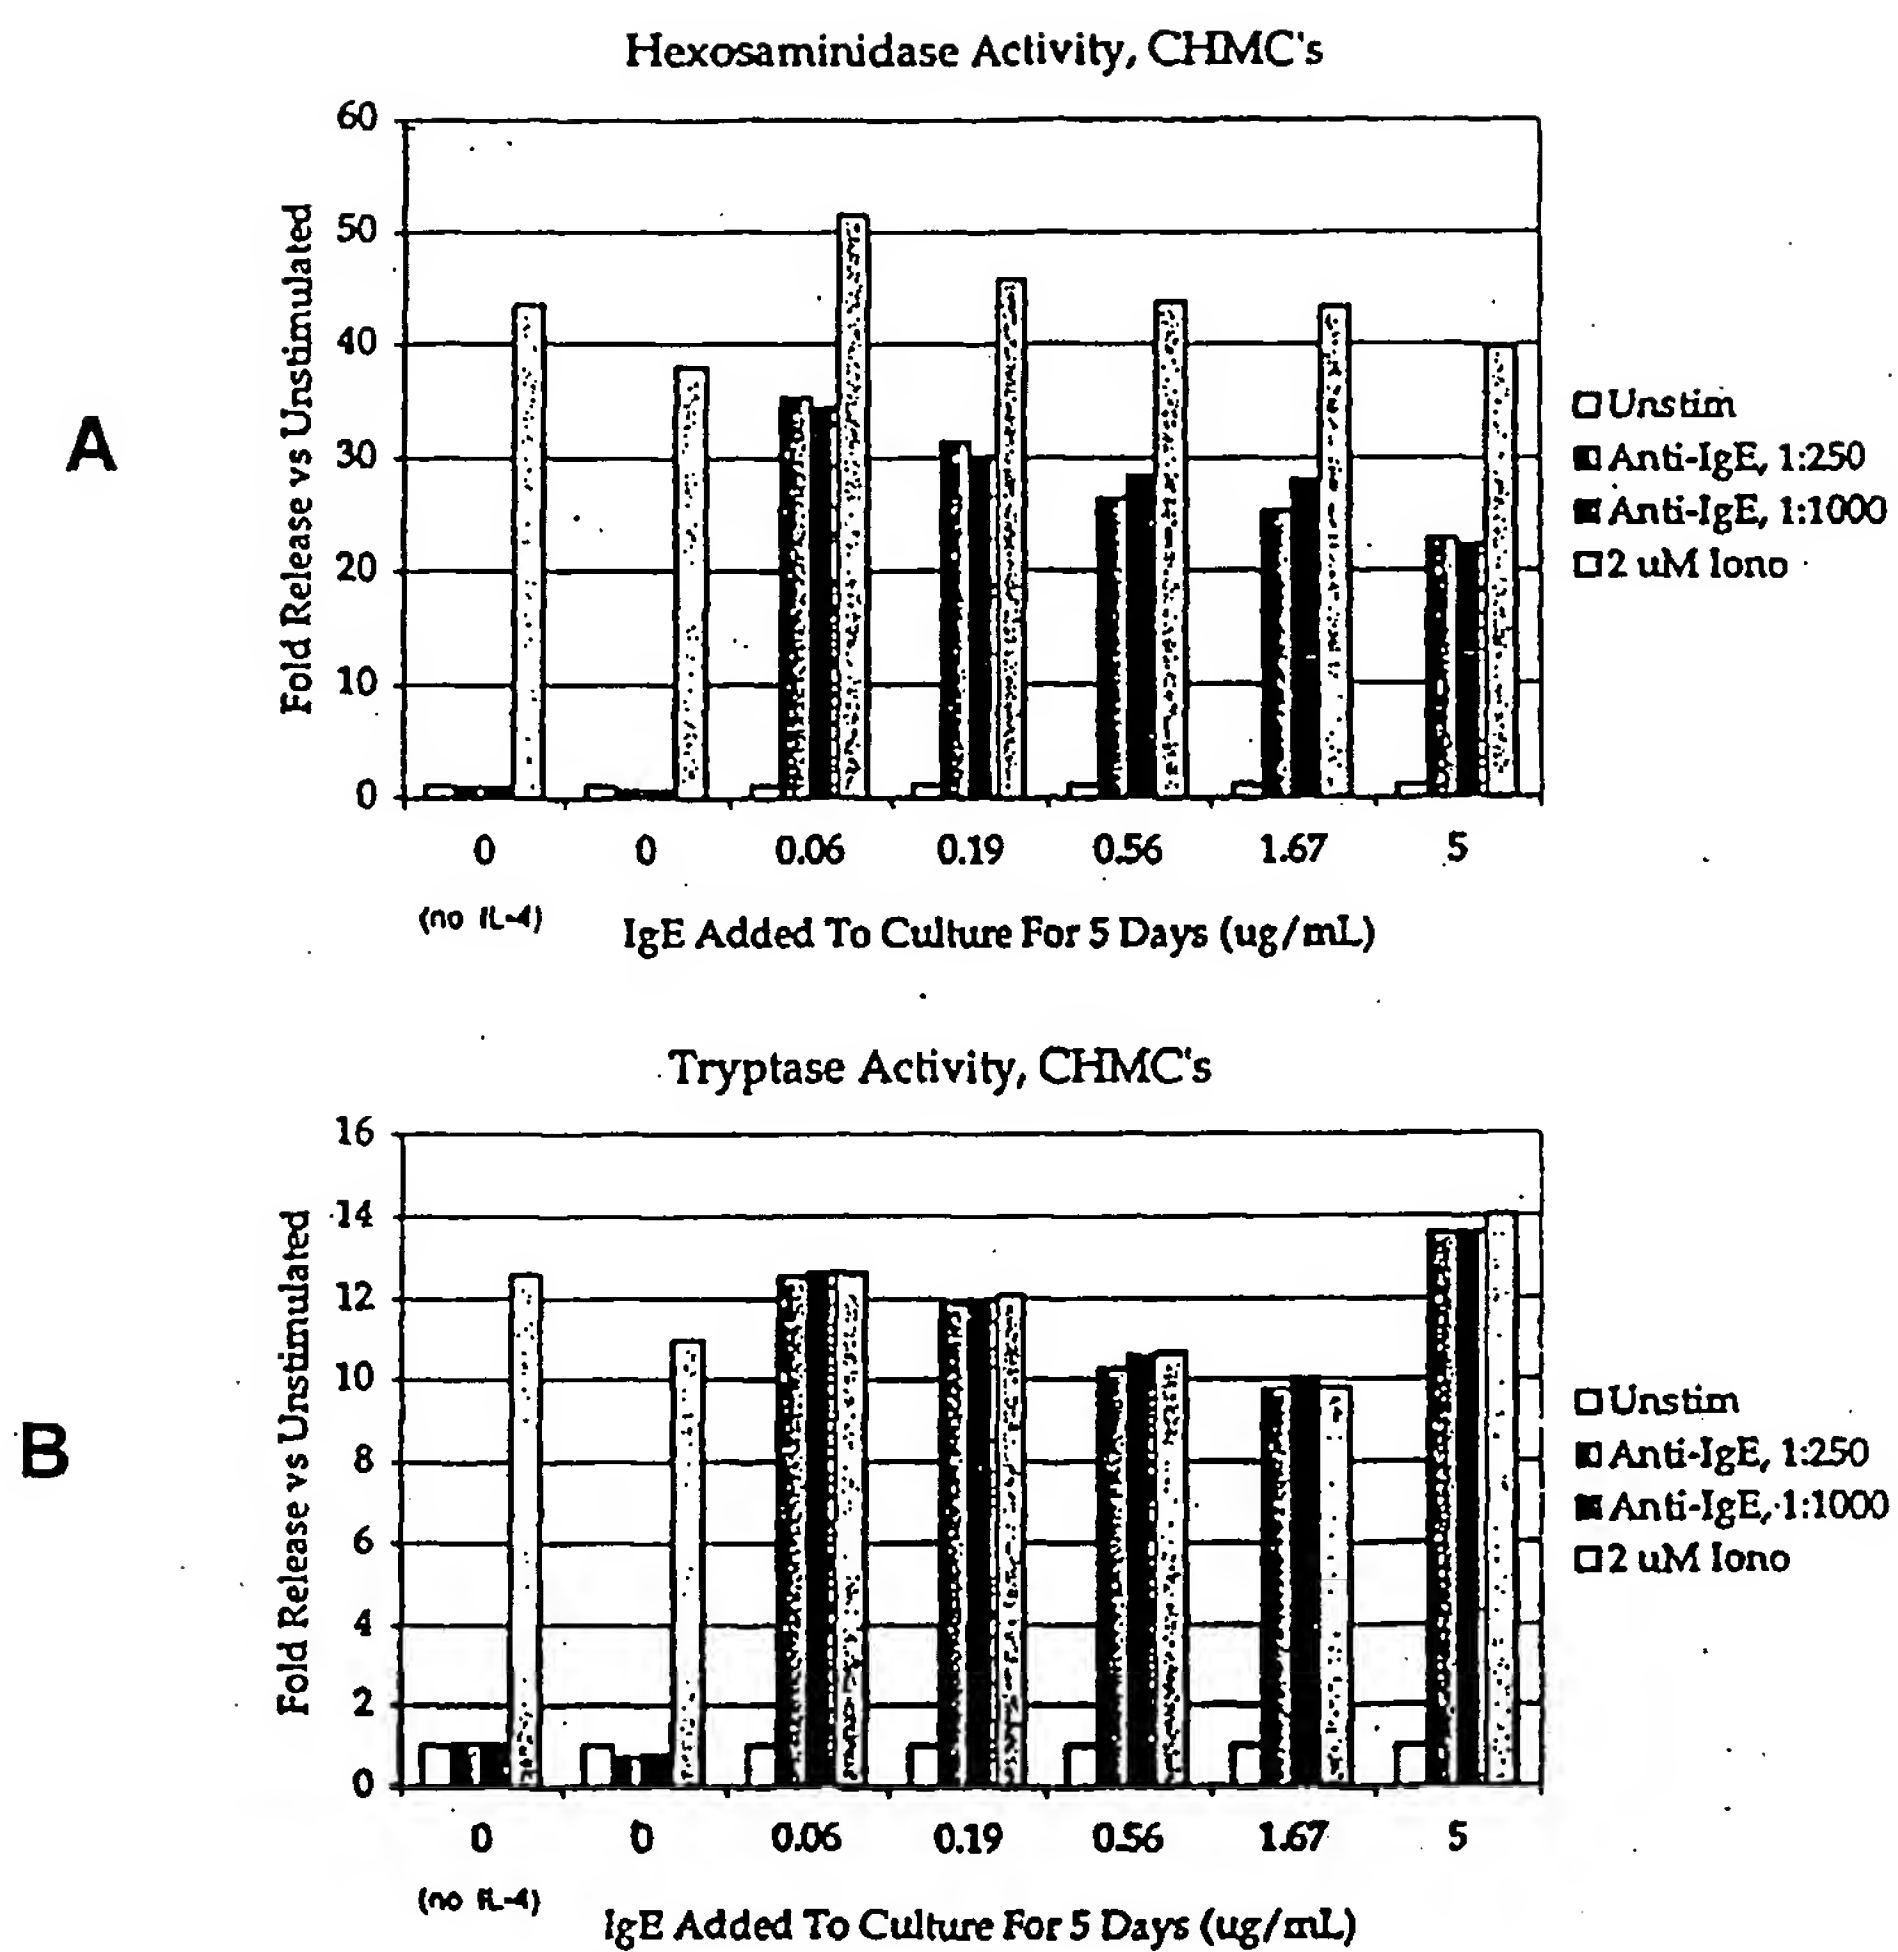 Hexosaminidase Activity, CHMC's
60
50
40
30
20
10
0
Fold Release vs Unstimulated
A
Unstim
Anti-IgE, 1:250
Anti-IgE, 1:1000
2 uM Iono
0 0 0.06 0.19 0.56 1.67 5
(no IL-4)
IgE Added To Culture For 5 Days (ug/mL)
Tryptase Activity, CHMC's
16
14
12
10
8
6
4
2
0
Fold Release vs Unstimulated
B
Unstim
Anti-IgE, 1:250
Anti-IgE, 1:1000
2 uM Iono
0 0 0.06 0.19 0.56 1.67 5
(no IL-4)
IgE Added To Culture For 5 Days (ug/mL)